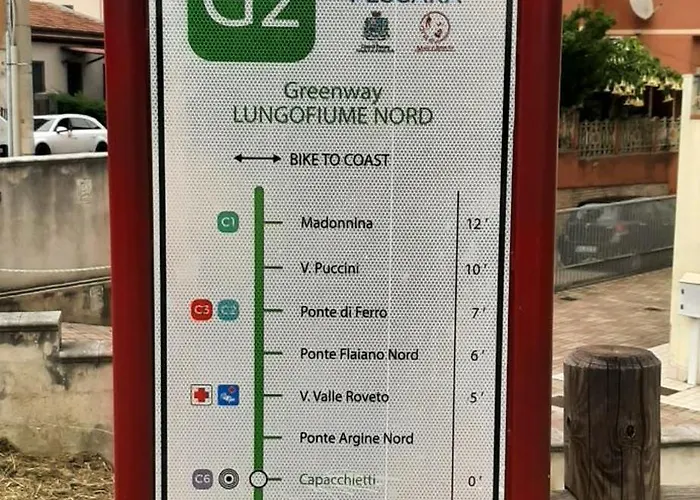 G2
PESCARA
Greenway
LUNGOFIUME NORD
BIKE TO COAST
C1 Madonnina 12'
V. Puccini 10'
C3 C2 Ponte di Ferro 7'
Ponte Flaiano Nord 6'
V. Valle Roveto 5'
Ponte Argine Nord
C6 Capacchietti 0'